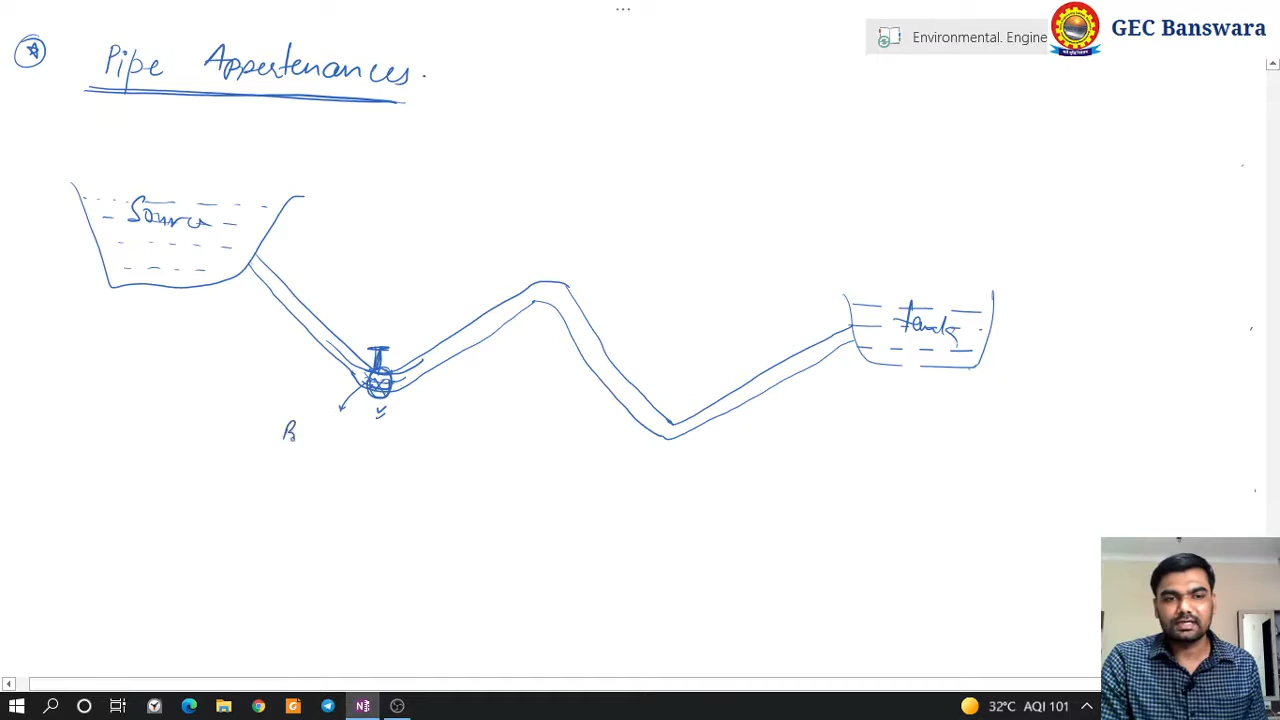 Pipe Appertenances.
Environmental. Engine
GEC Banswara
Source
Tank
B
32°C AQI 101